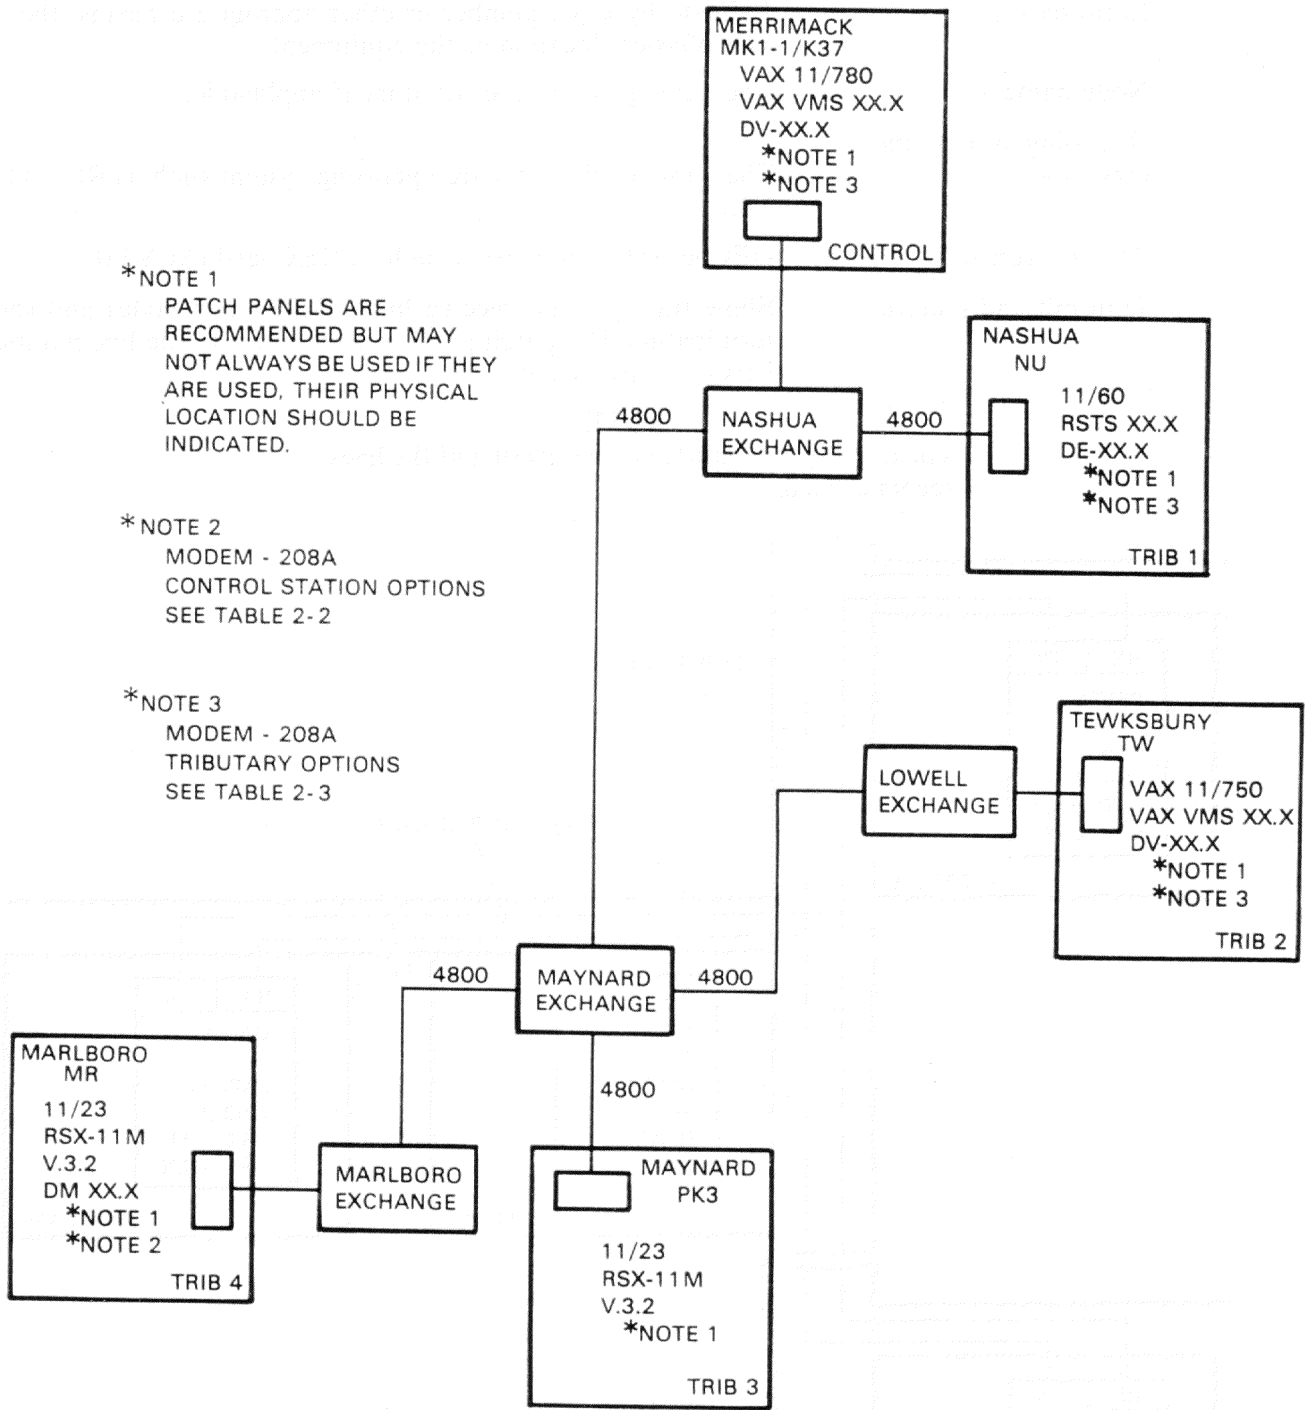 MERRIMACK
MK1-1/K37
VAX 11/780
VAX VMS XX.X
DV-XX.X
*NOTE 1
*NOTE 3
CONTROL
*NOTE 1
PATCH PANELS ARE
RECOMMENDED BUT MAY
NOT ALWAYS BE USED IF THEY
ARE USED, THEIR PHYSICAL
LOCATION SHOULD BE
INDICATED.
*NOTE 2
MODEM - 208A
CONTROL STATION OPTIONS
SEE TABLE 2-2
*NOTE 3
MODEM - 208A
TRIBUTARY OPTIONS
SEE TABLE 2-3
4800
NASHUA
EXCHANGE
4800
NASHUA
NU
11/60
RSTS XX.X
DE-XX.X
*NOTE 1
*NOTE 3
TRIB 1
LOWELL
EXCHANGE
TEWKSBURY
TW
VAX 11/750
VAX VMS XX.X
DV-XX.X
*NOTE 1
*NOTE 3
TRIB 2
4800
MAYNARD
EXCHANGE
4800
4800
MARLBORO
MR
11/23
RSX-11M
V.3.2
DM XX.X
*NOTE 1
*NOTE 2
TRIB 4
MARLBORO
EXCHANGE
MAYNARD
PK3
11/23
RSX-11M
V.3.2
*NOTE 1
TRIB 3